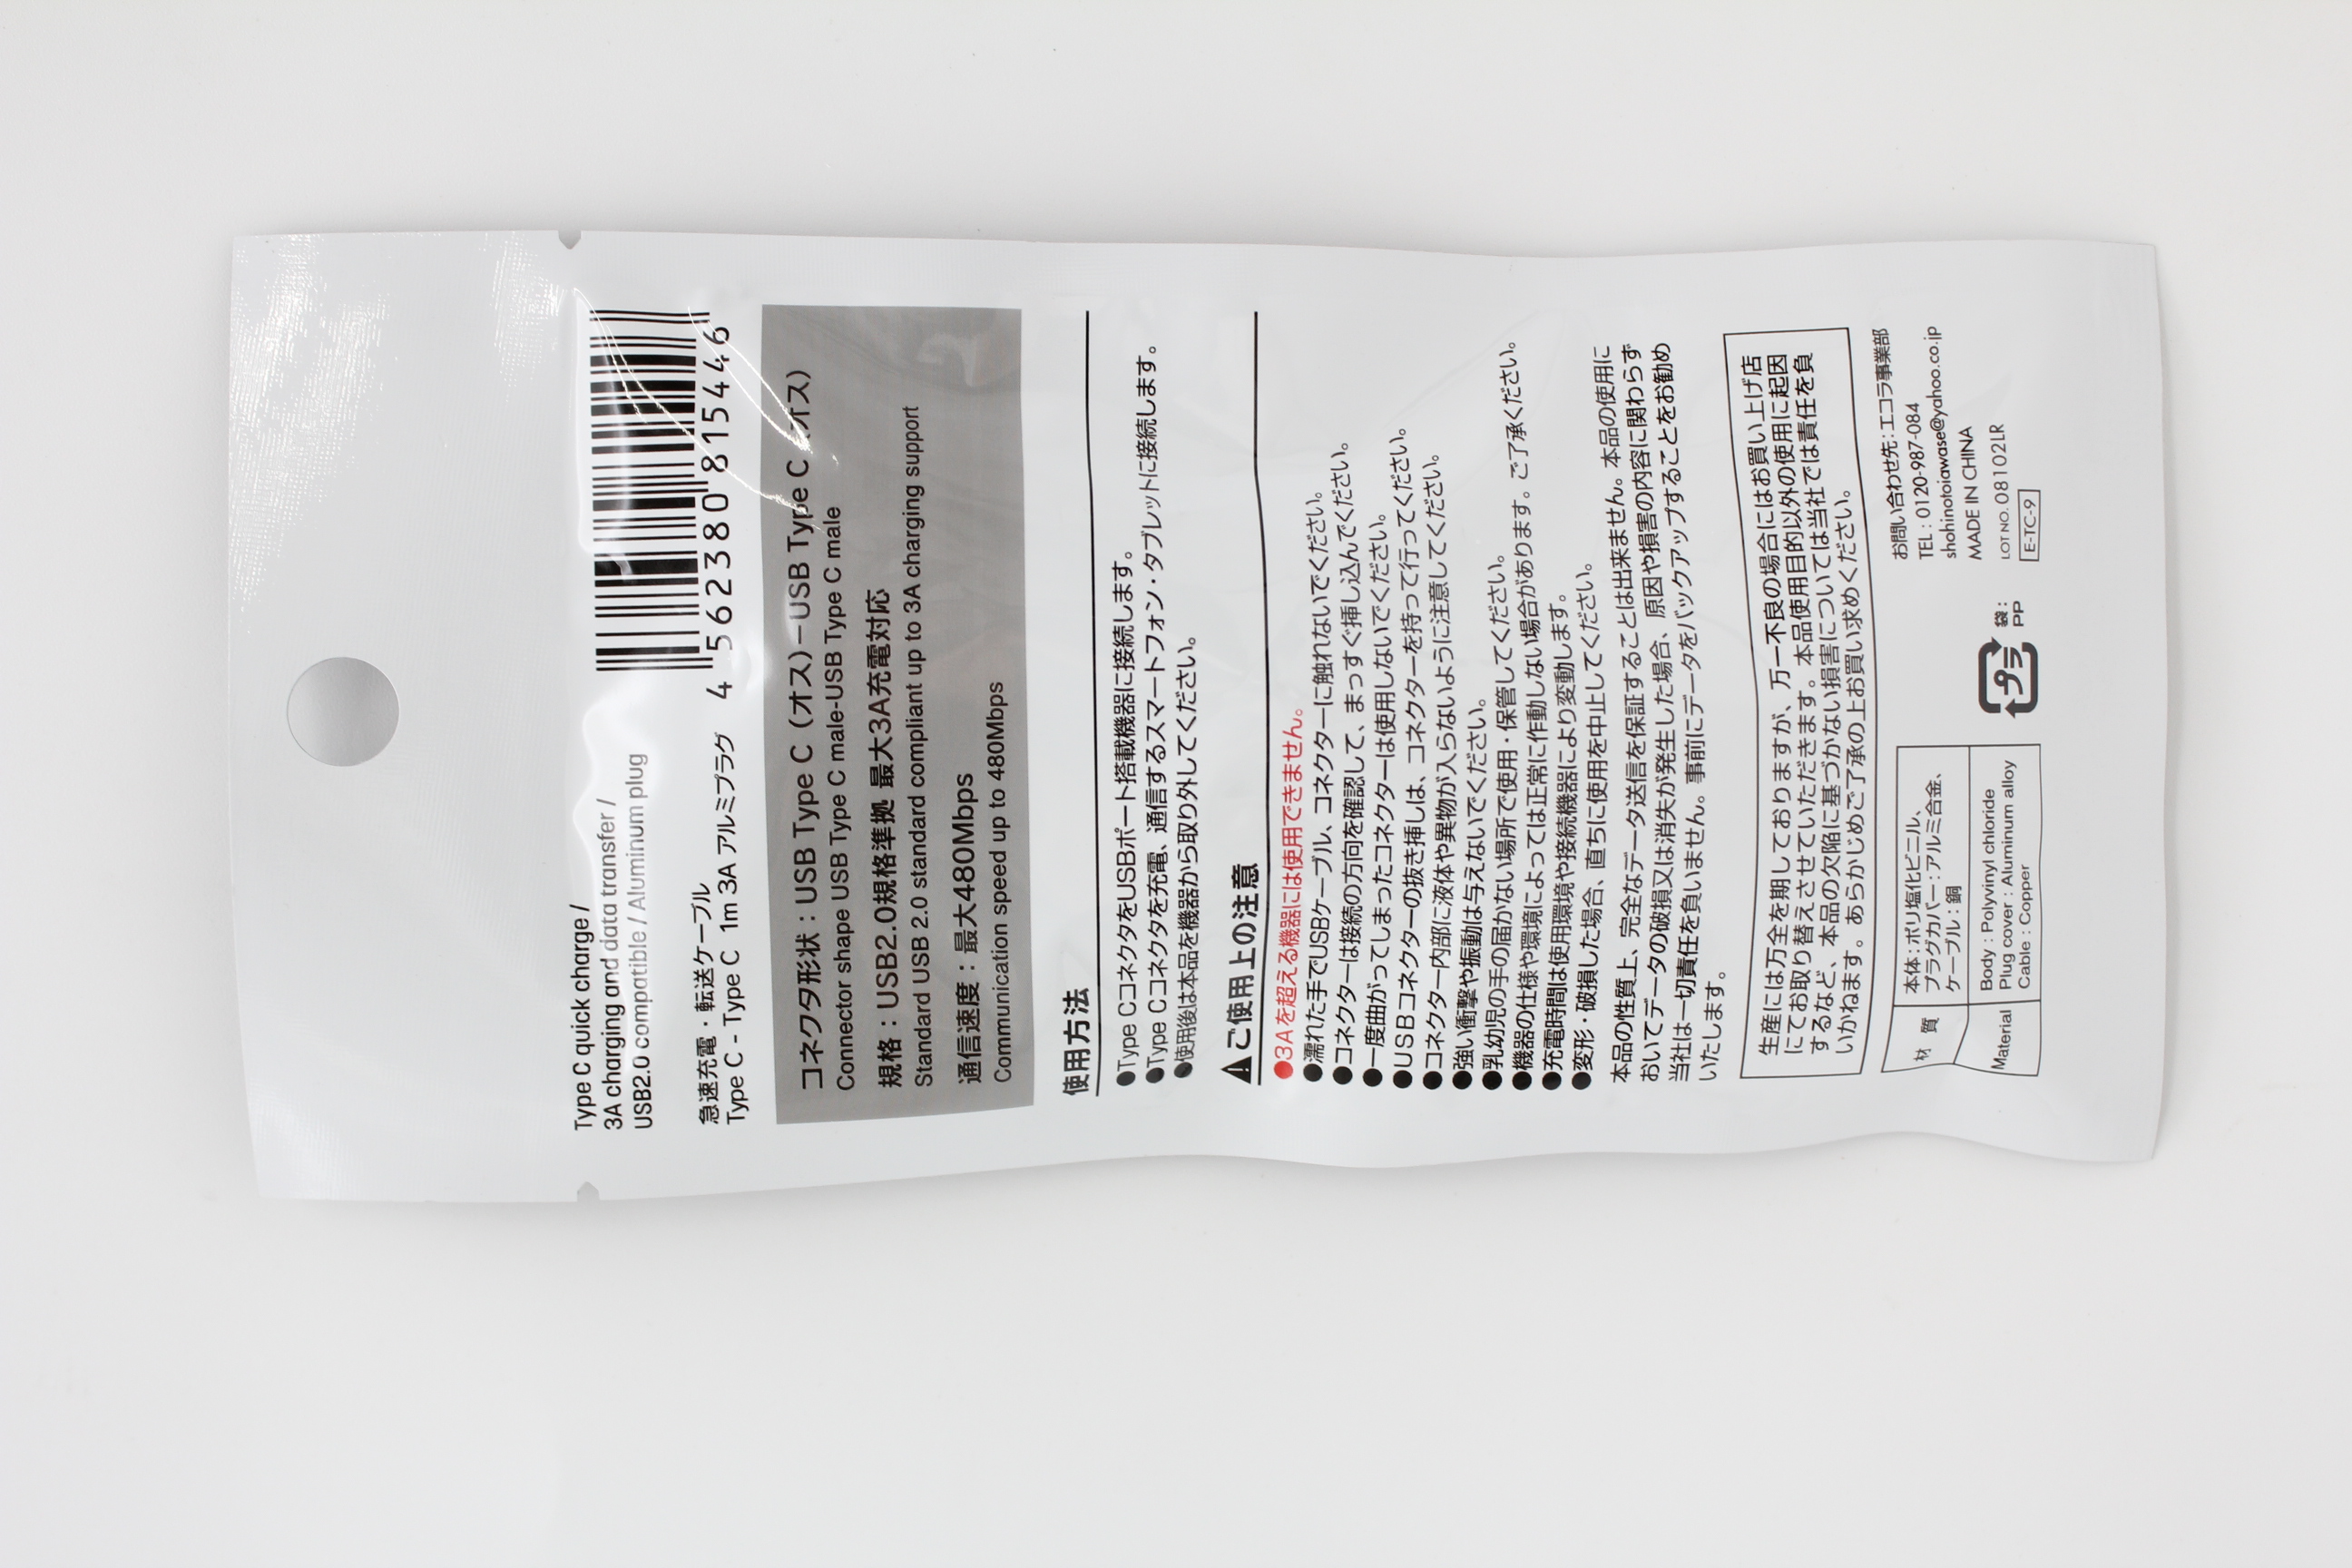 Type C quick charge /
3A charging and data transfer /
USB2.0 compatible / Aluminum plug
急速充電・転送ケーブル
Type C - Type C 1m 3A アルミプラグ
4 562380 815446
コネクタ形状：USB Type C（オス）－USB Type C（オス）
Connector shape USB Type C male-USB Type C male
規格：USB2.0規格準拠 最大3A充電対応
Standard USB 2.0 standard compliant up to 3A charging support
通信速度：最大480Mbps
Communication speed up to 480Mbps
使用方法
●Type CコネクタをUSBポート搭載機器に接続します。
●Type Cコネクタを充電、通信するスマートフォン・タブレットに接続します。
●使用後は本品を機器から取り外してください。
⚠ご使用上の注意
●3Aを超える機器には使用できません。
●濡れた手でUSBケーブル、コネクターに触れないでください。
●コネクターは接続の方向を確認して、まっすぐ挿し込んでください。
●一度曲がってしまったコネクターは使用しないでください。
●USBコネクターの抜き挿しは、コネクターを持って行ってください。
●コネクター内部に液体や異物が入らないように注意してください。
●強い衝撃や振動は与えないでください。
●乳幼児の手の届かない場所で使用・保管してください。
●機器の仕様や環境によっては正常に作動しない場合があります。ご了承ください。
●充電時間は使用環境や接続機器により変動します。
●変形・破損した場合、直ちに使用を中止してください。
本品の性質上、完全なデータ送信を保証することは出来ません。本品の使用に
おいてデータの破損又は消失が発生した場合、原因や損害の内容に関わらず
当社は一切責任を負いません。事前にデータをバックアップすることをお勧め
いたします。
生産には万全を期しておりますが、万一不良の場合にはお買い上げ店
にてお取り替えさせていただきます。本品使用目的以外の使用に起因
するなど、本品の欠陥に基づかない損害については当社では責任を負
いかねます。あらかじめご了承の上お買い求めください。
材質
本体：ポリ塩化ビニル、
プラグカバー：アルミ合金、
ケーブル：銅
Material
Body : Polyvinyl chloride
Plug cover : Aluminum alloy
Cable : Copper
プラ
袋：
PP
お問い合わせ先：エコラ事業部
TEL : 0120-987-084
shohinotoiawase@yahoo.co.jp
MADE IN CHINA
LOT NO. 08102LR
E-TC-9